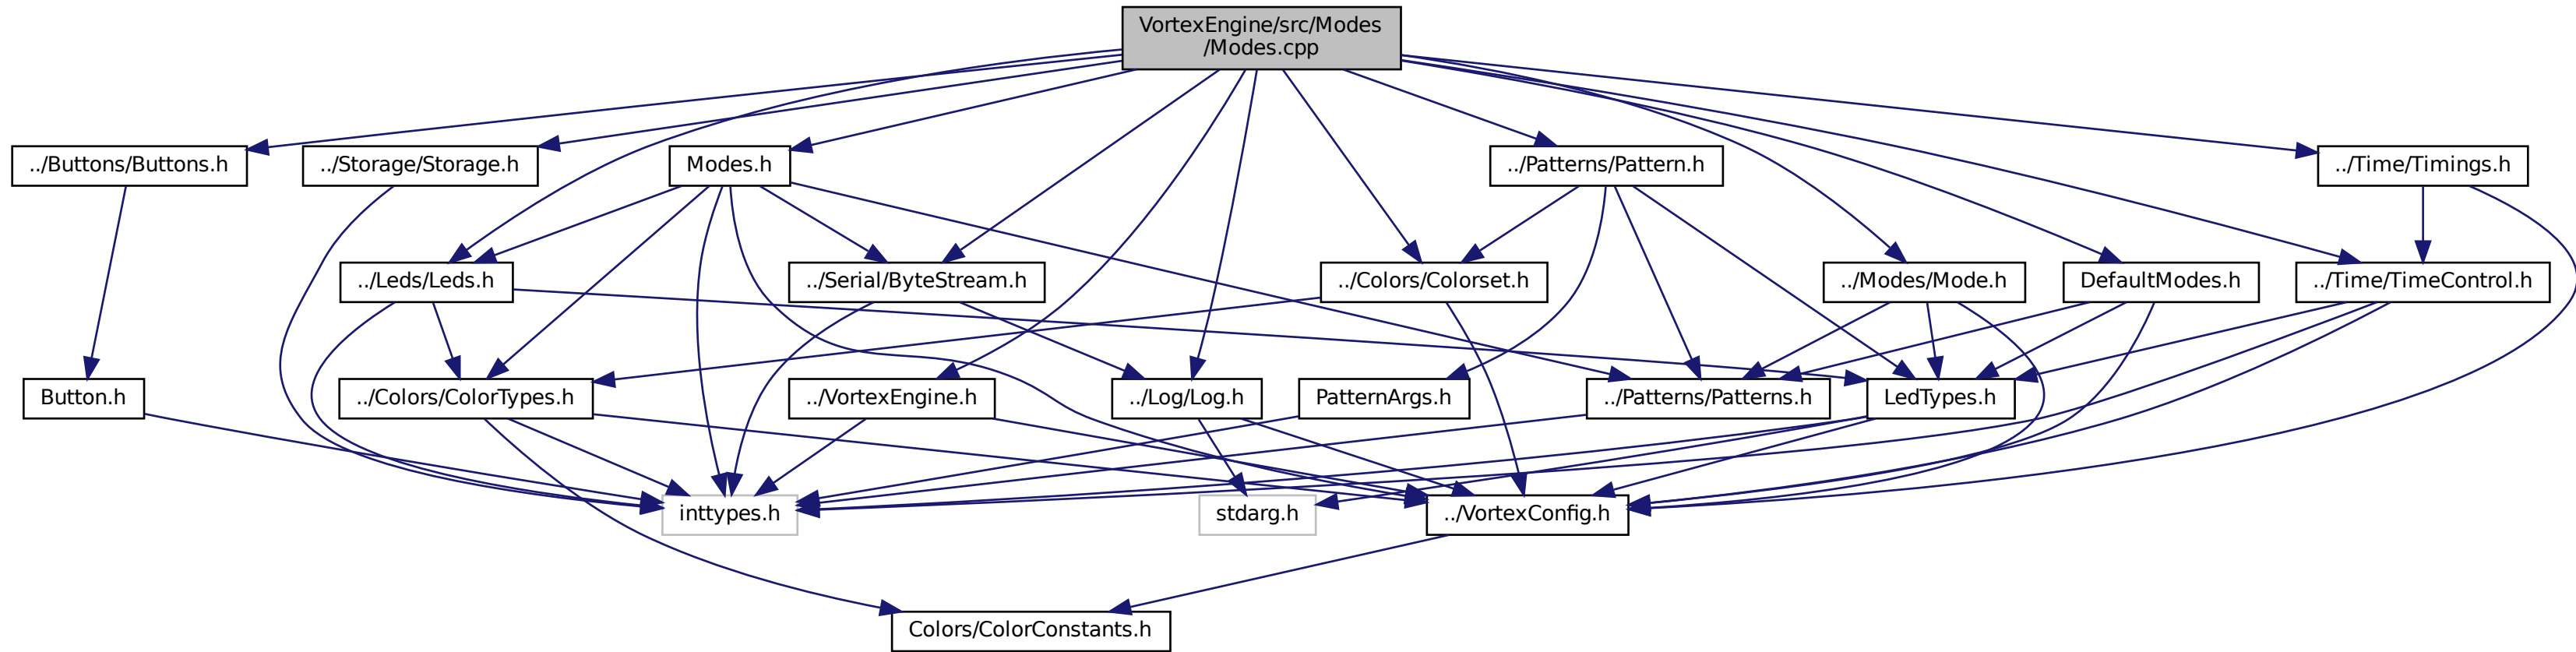 VortexEngine/src/Modes
/Modes.cpp
../Buttons/Buttons.h
../Storage/Storage.h
Modes.h
../Patterns/Pattern.h
../Time/Timings.h
../Leds/Leds.h
../Serial/ByteStream.h
../Colors/Colorset.h
../Modes/Mode.h
DefaultModes.h
../Time/TimeControl.h
Button.h
../Colors/ColorTypes.h
../VortexEngine.h
../Log/Log.h
PatternArgs.h
../Patterns/Patterns.h
LedTypes.h
inttypes.h
stdarg.h
../VortexConfig.h
Colors/ColorConstants.h